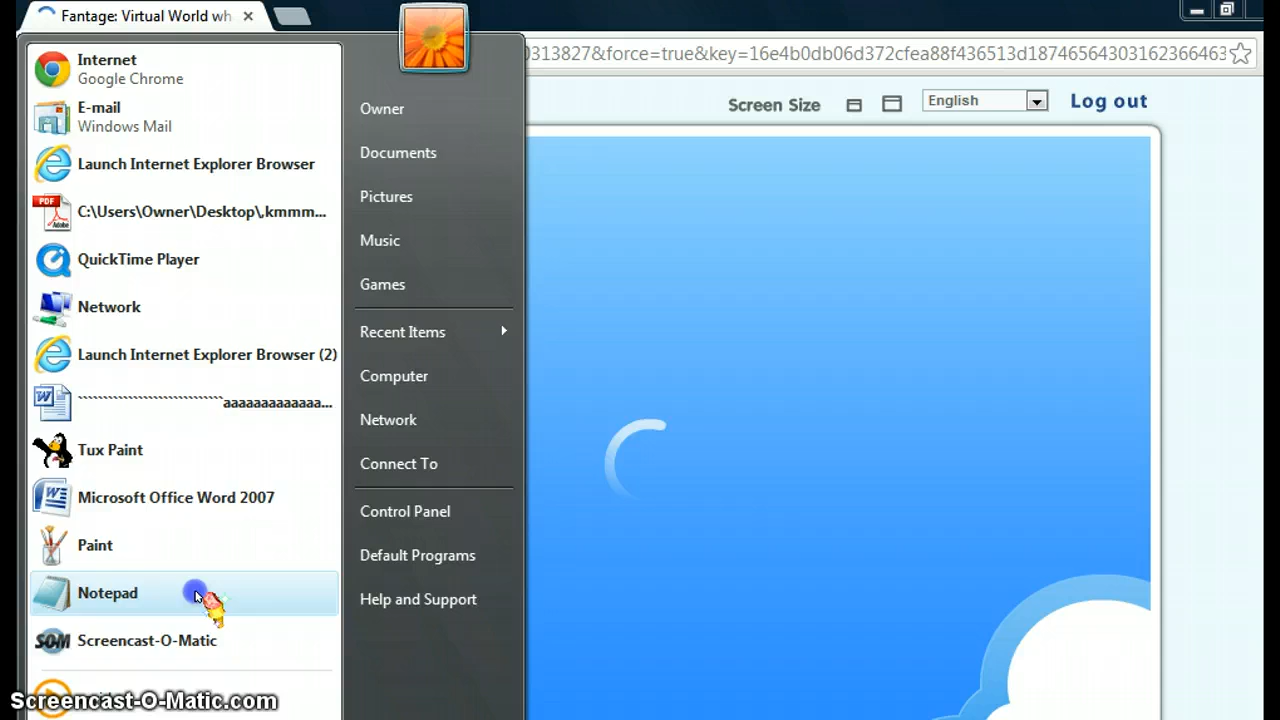 Fantage: Virtual World wh
0313827&force=true&key=16e4b0db06d372cfea88f436513d18746564303162366463
Screen Size
English
Log out
Internet
Google Chrome
E-mail
Windows Mail
Launch Internet Explorer Browser
C:\Users\Owner\Desktop\,kmmm...
QuickTime Player
Network
Launch Internet Explorer Browser (2)
`````````````````````````````aaaaaaaaaaaaa...
Tux Paint
Microsoft Office Word 2007
Paint
Notepad
Screencast-O-Matic
Owner
Documents
Pictures
Music
Games
Recent Items
Computer
Network
Connect To
Control Panel
Default Programs
Help and Support
Screencast-O-Matic.com